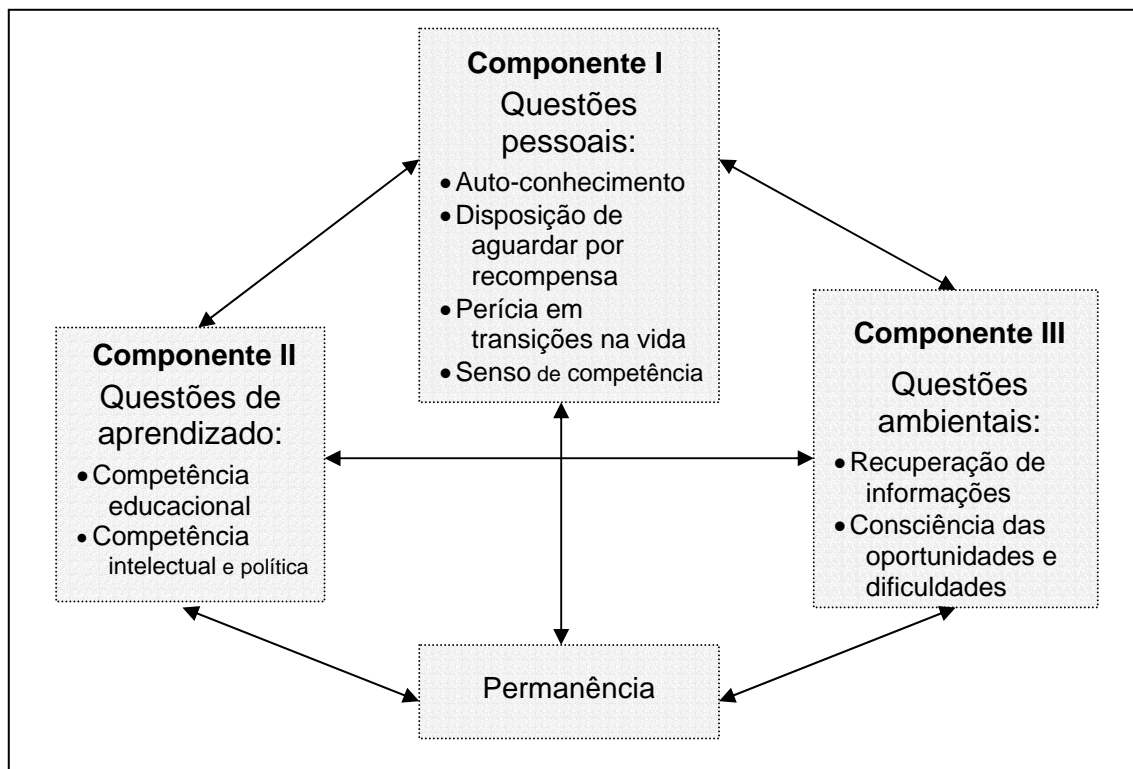 Componente I
Questões
pessoais:
• Auto-conhecimento
• Disposição de
aguardar por
recompensa
• Perícia em
transições na vida
• Senso de competência
Componente II
Questões de
aprendizado:
• Competência
educacional
• Competência
intelectual e política
Componente III
Questões
ambientais:
• Recuperação de
informações
• Consciência das
oportunidades e
dificuldades
Permanência